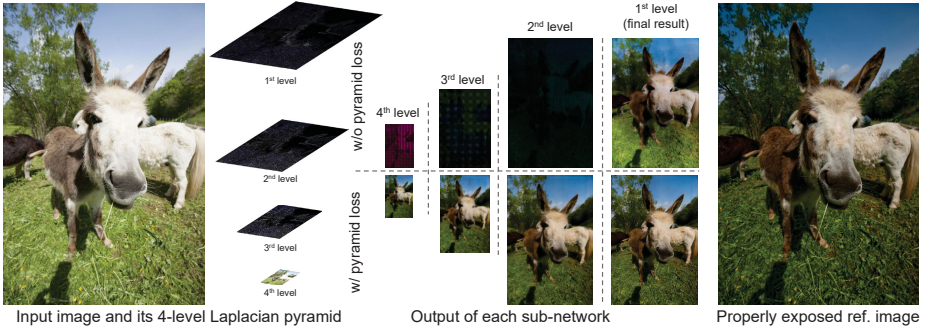 1st level
2nd level
3rd level
4th level
w/o pyramid loss
w/ pyramid loss
4th level
3rd level
2nd level
1st level
(final result)
Input image and its 4-level Laplacian pyramid
Output of each sub-network
Properly exposed ref. image